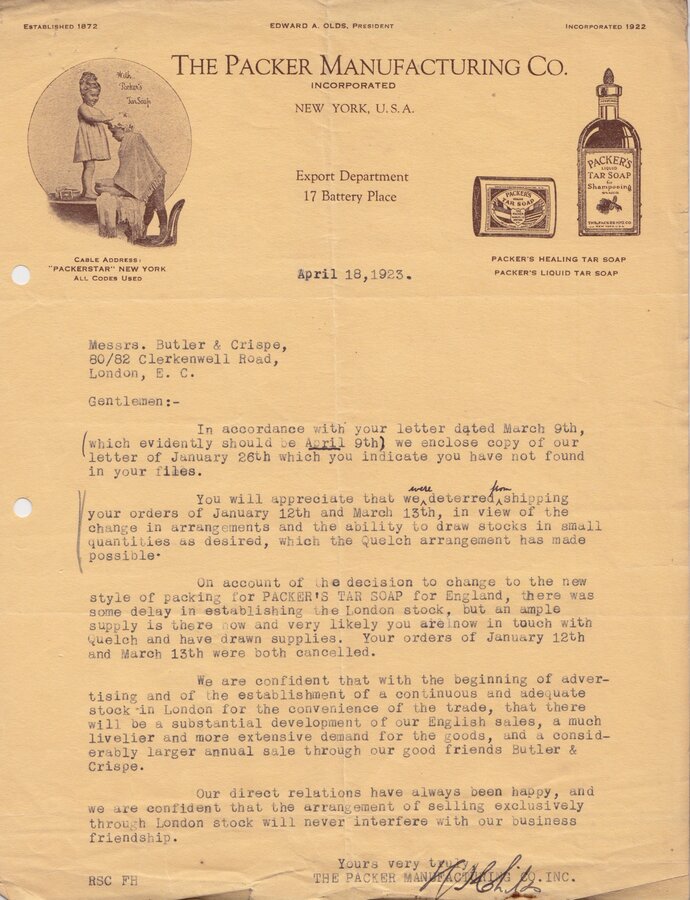 ESTABLISHED 1872
EDWARD A. OLDS, PRESIDENT
INCORPORATED 1922
THE PACKER MANUFACTURING CO.
INCORPORATED
NEW YORK, U.S.A.
With
Packer's
Tar Soap
Export Department
17 Battery Place
PACKER'S
TAR SOAP
PACKER'S
LIQUID
TAR SOAP
for
Shampooing
THE PACKER MFG. CO.
CABLE ADDRESS:
"PACKERSTAR" NEW YORK
ALL CODES USED
PACKER'S HEALING TAR SOAP
PACKER'S LIQUID TAR SOAP
April 18,1923.
Messrs. Butler & Crispe,
80/82 Clerkenwell Road,
London, E. C.
Gentlemen:-
In accordance with your letter dated March 9th,
(which evidently should be April 9th) we enclose copy of our
letter of January 26th which you indicate you have not found
in your files.
You will appreciate that we were deterred from shipping
your orders of January 12th and March 13th, in view of the
change in arrangements and the ability to draw stocks in small
quantities as desired, which the Quelch arrangement has made
possible.
On account of the decision to change to the new
style of packing for PACKER'S TAR SOAP for England, there was
some delay in establishing the London stock, but an ample
supply is there now and very likely you are now in touch with
Quelch and have drawn supplies. Your orders of January 12th
and March 13th were both cancelled.
We are confident that with the beginning of adver-
tising and of the establishment of a continuous and adequate
stock in London for the convenience of the trade, that there
will be a substantial development of our English sales, a much
livelier and more extensive demand for the goods, and a consid-
erably larger annual sale through our good friends Butler &
Crispe.
Our direct relations have always been happy, and
we are confident that the arrangement of selling exclusively
through London stock will never interfere with our business
friendship.
Yours very truly,
RSC FH THE PACKER MANUFACTURING CO. INC.